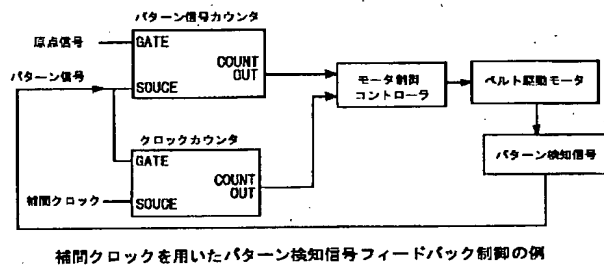 パターン信号カウンタ
原点信号
GATE
COUNT
OUT
パターン信号
SOUCE
モータ制御
コントローラ
ベルト駆動モータ
クロックカウンタ
GATE
パターン検知信号
COUNT
OUT
補間クロック
SOUCE
補間クロックを用いたパターン検知信号フィードバック制御の例